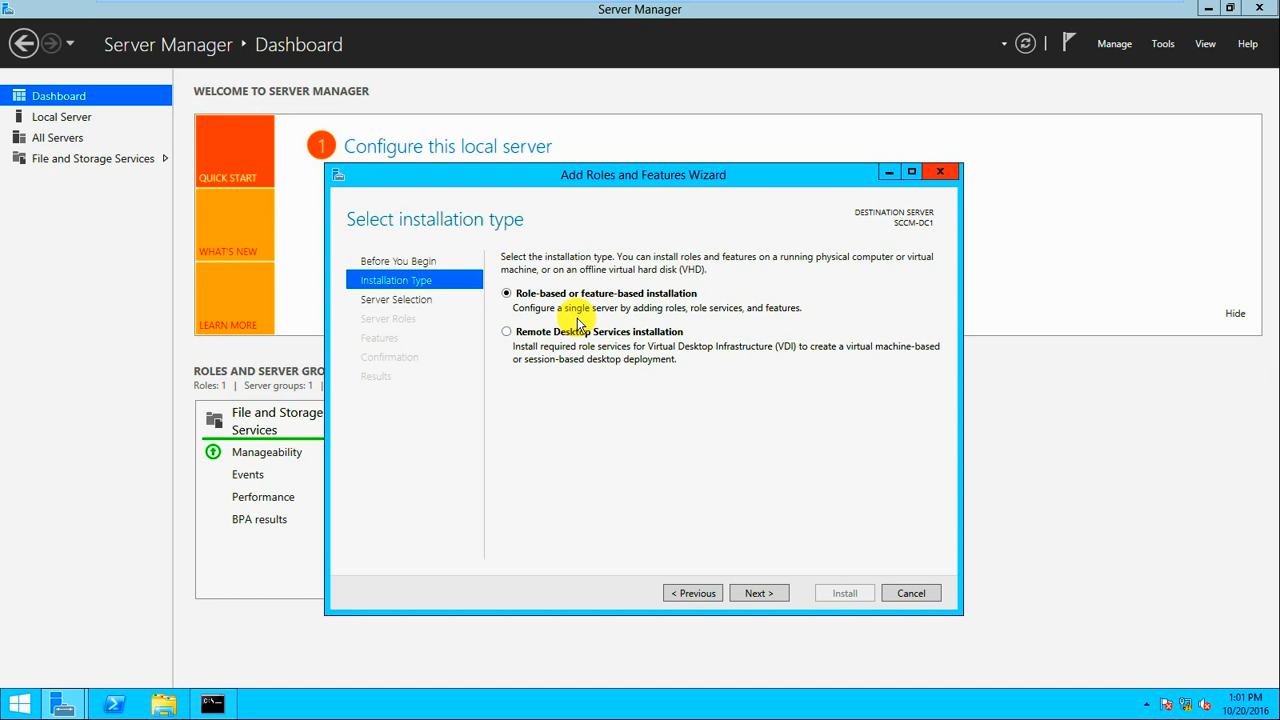 Server Manager
Server Manager ‣ Dashboard
Manage
Tools
View
Help
Dashboard
Local Server
All Servers
File and Storage Services
WELCOME TO SERVER MANAGER
QUICK START
WHAT'S NEW
LEARN MORE
1 Configure this local server
Hide
ROLES AND SERVER GRO
Roles: 1 | Server groups: 1 |
File and Storage
Services
Manageability
Events
Performance
BPA results
Add Roles and Features Wizard
Select installation type
DESTINATION SERVER
SCCM-DC1
Before You Begin
Installation Type
Server Selection
Server Roles
Features
Confirmation
Results
Select the installation type. You can install roles and features on a running physical computer or virtual
machine, or on an offline virtual hard disk (VHD).
Role-based or feature-based installation
Configure a single server by adding roles, role services, and features.
Remote Desktop Services installation
Install required role services for Virtual Desktop Infrastructure (VDI) to create a virtual machine-based
or session-based desktop deployment.
< Previous
Next >
Install
Cancel
1:01 PM
10/20/2016